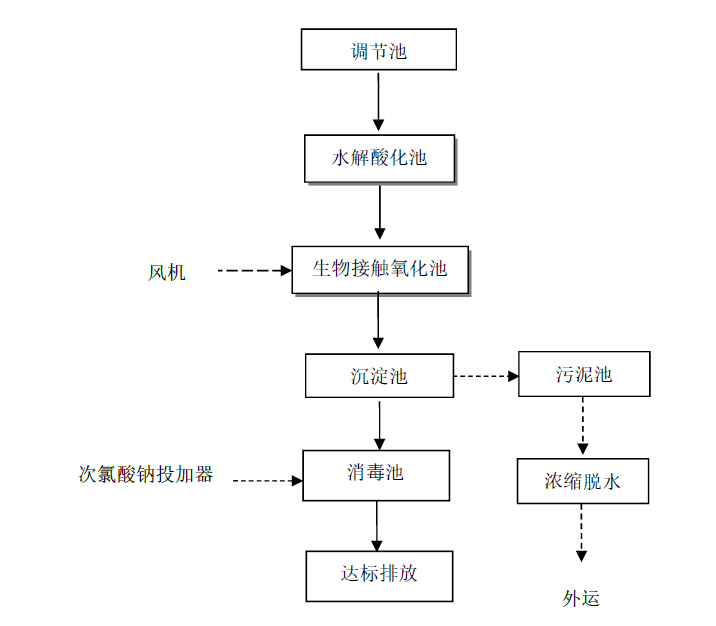 调节池
水解酸化池
风机
生物接触氧化池
沉淀池
污泥池
次氯酸钠投加器
消毒池
浓缩脱水
达标排放
外运